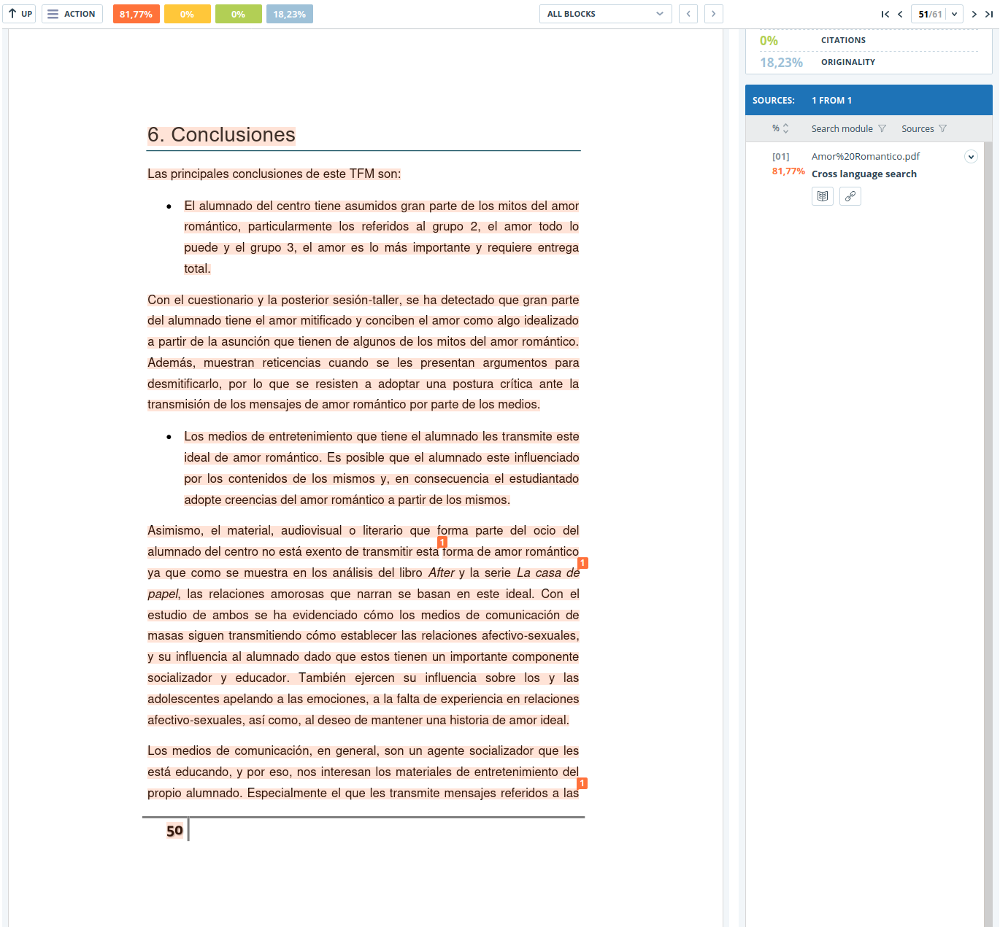 UP
ACTION
81,77%
0%
0%
18,23%
ALL BLOCKS
51/61
0% CITATIONS
18,23% ORIGINALITY
SOURCES: 1 FROM 1
% Search module Sources
[01] Amor%20Romantico.pdf
81,77% Cross language search
6. Conclusiones
Las principales conclusiones de este TFM son:
• El alumnado del centro tiene asumidos gran parte de los mitos del amor
romántico, particularmente los referidos al grupo 2, el amor todo lo
puede y el grupo 3, el amor es lo más importante y requiere entrega
total.
Con el cuestionario y la posterior sesión-taller, se ha detectado que gran parte
del alumnado tiene el amor mitificado y conciben el amor como algo idealizado
a partir de la asunción que tienen de algunos de los mitos del amor romántico.
Además, muestran reticencias cuando se les presentan argumentos para
desmitificarlo, por lo que se resisten a adoptar una postura crítica ante la
transmisión de los mensajes de amor romántico por parte de los medios.
• Los medios de entretenimiento que tiene el alumnado les transmite este
ideal de amor romántico. Es posible que el alumnado este influenciado
por los contenidos de los mismos y, en consecuencia el estudiantado
adopte creencias del amor romántico a partir de los mismos.
Asimismo, el material, audiovisual o literario que forma parte del ocio del
1
alumnado del centro no está exento de transmitir esta forma de amor romántico
1
ya que como se muestra en los análisis del libro After y la serie La casa de
papel, las relaciones amorosas que narran se basan en este ideal. Con el
estudio de ambos se ha evidenciado cómo los medios de comunicación de
masas siguen transmitiendo cómo establecer las relaciones afectivo-sexuales,
y su influencia al alumnado dado que estos tienen un importante componente
socializador y educador. También ejercen su influencia sobre los y las
adolescentes apelando a las emociones, a la falta de experiencia en relaciones
afectivo-sexuales, así como, al deseo de mantener una historia de amor ideal.
Los medios de comunicación, en general, son un agente socializador que les
está educando, y por eso, nos interesan los materiales de entretenimiento del
1
propio alumnado. Especialmente el que les transmite mensajes referidos a las
50